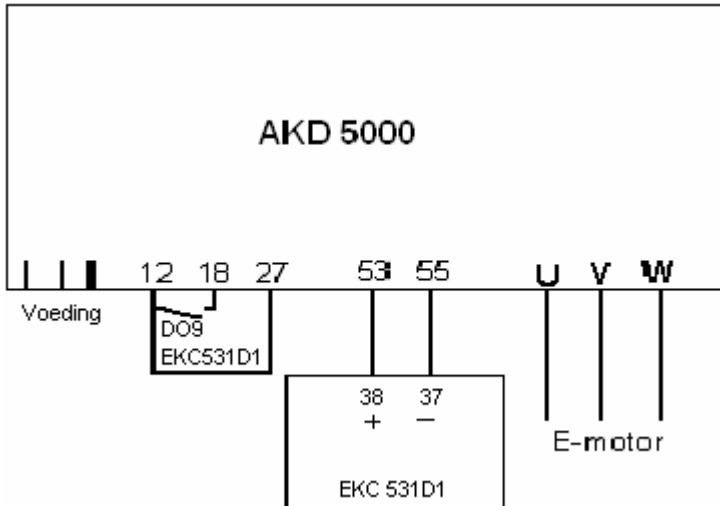 AKD 5000
12 18 27 53 55 U V W
Voeding
DO9
EKC531D1
38 37
+ −
E-motor
EKC 531D1